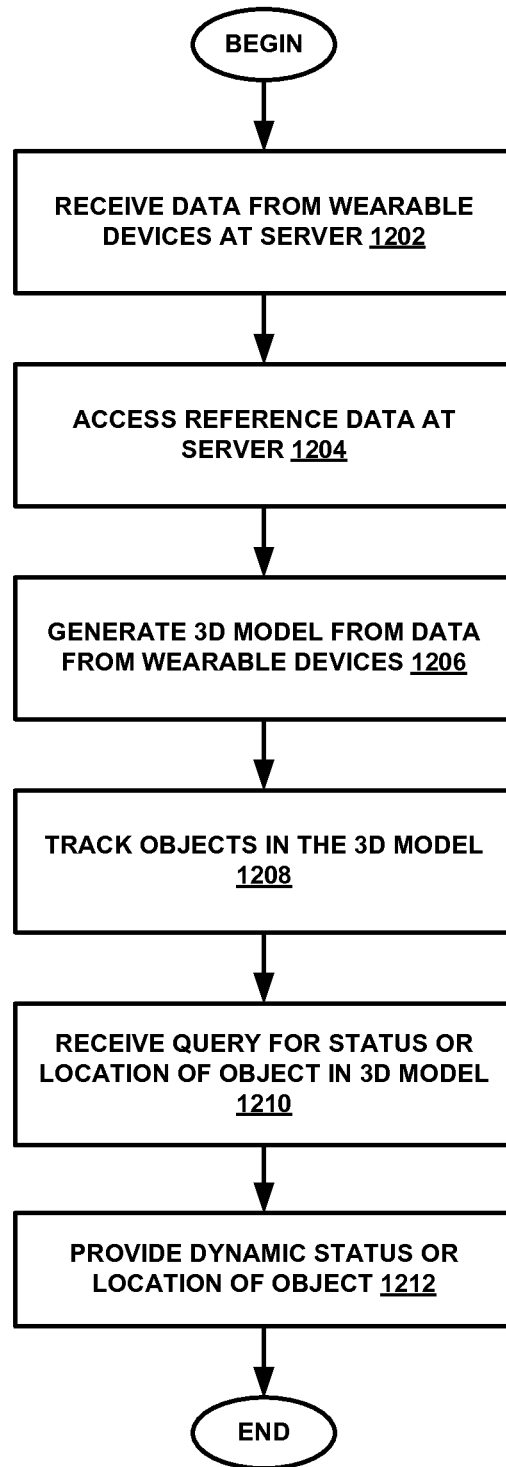 BEGIN
RECEIVE DATA FROM WEARABLE
DEVICES AT SERVER 1202
ACCESS REFERENCE DATA AT
SERVER 1204
GENERATE 3D MODEL FROM DATA
FROM WEARABLE DEVICES 1206
TRACK OBJECTS IN THE 3D MODEL
1208
RECEIVE QUERY FOR STATUS OR
LOCATION OF OBJECT IN 3D MODEL
1210
PROVIDE DYNAMIC STATUS OR
LOCATION OF OBJECT 1212
END